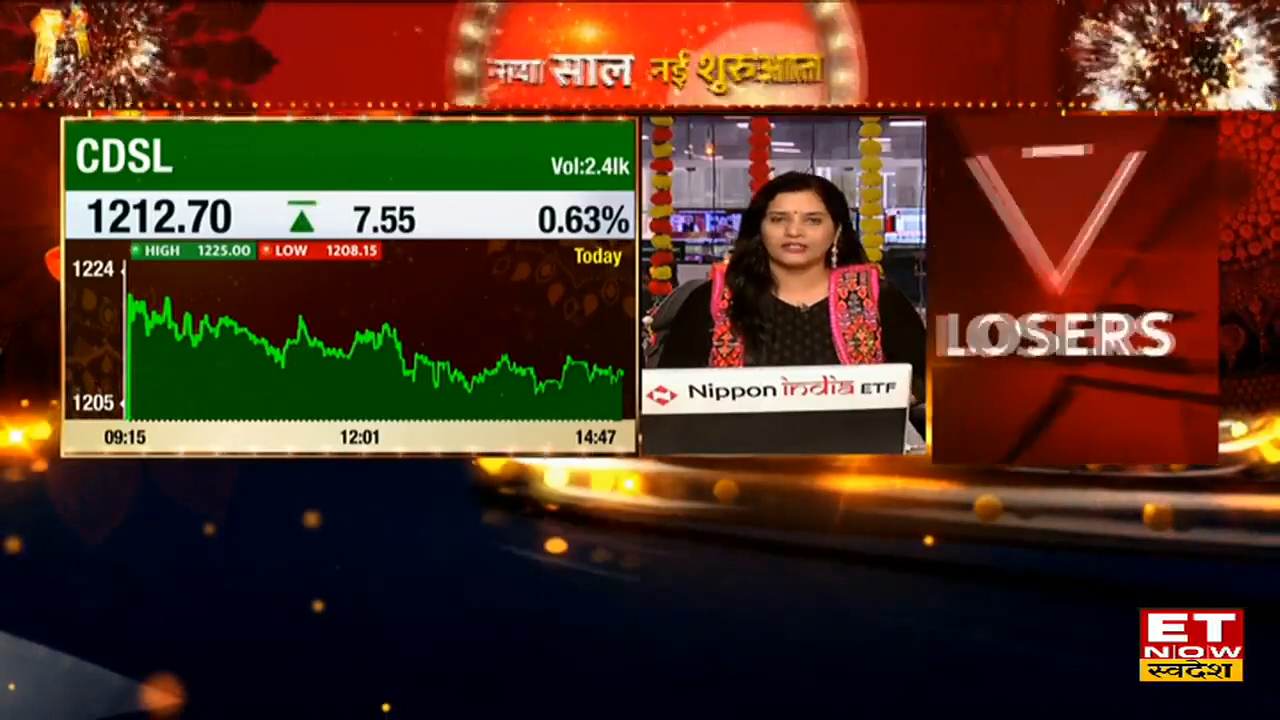 नया साल नई शुरुआत
CDSL
Vol:2.4lk
1212.70 7.55 0.63%
HIGH 1225.00 LOW 1208.15
Today
1224
1205
09:15 12:01 14:47
Nippon india ETF
LOSERS
ET
NOW
स्वदेश